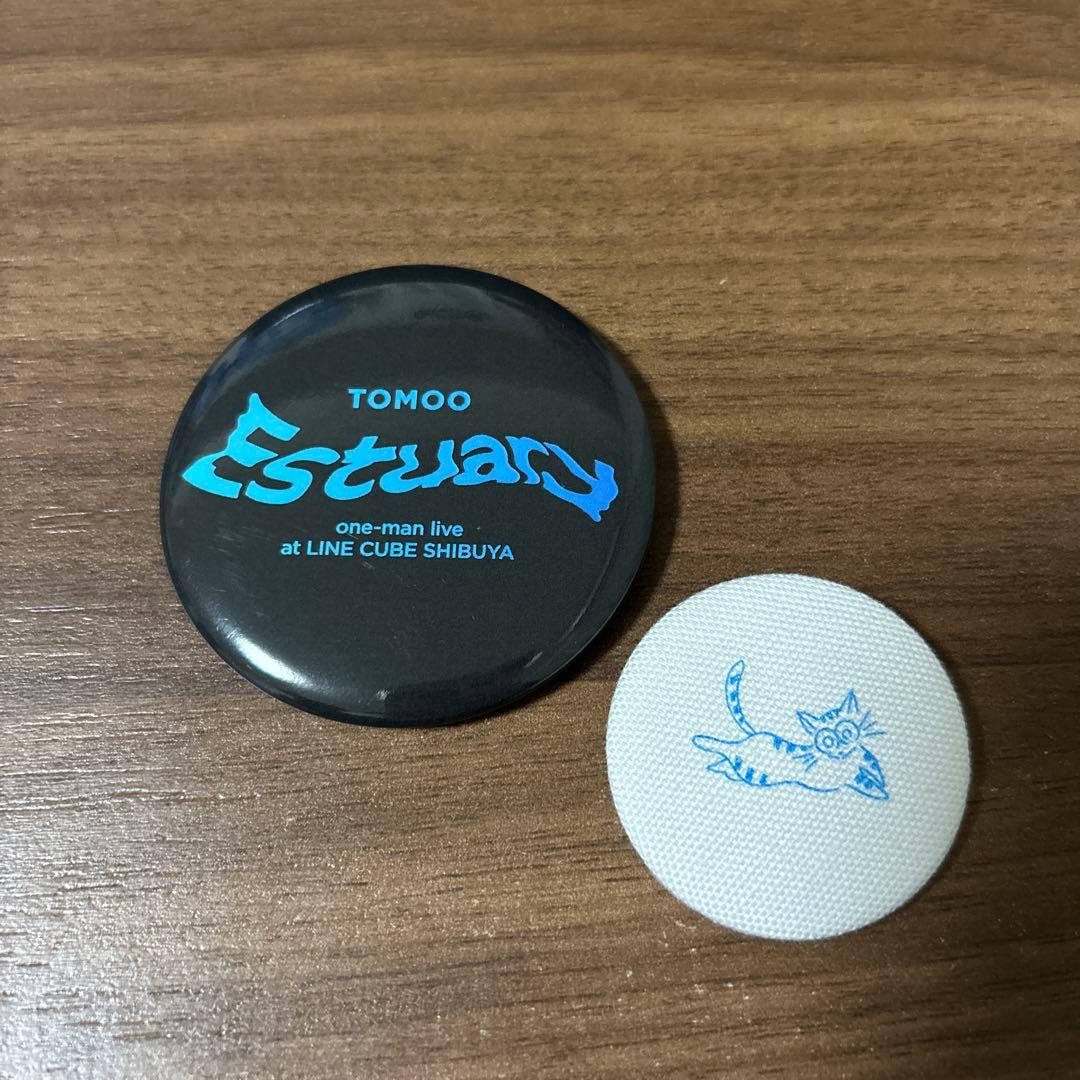 TOMOO
Estuary
one-man live
at LINE CUBE SHIBUYA